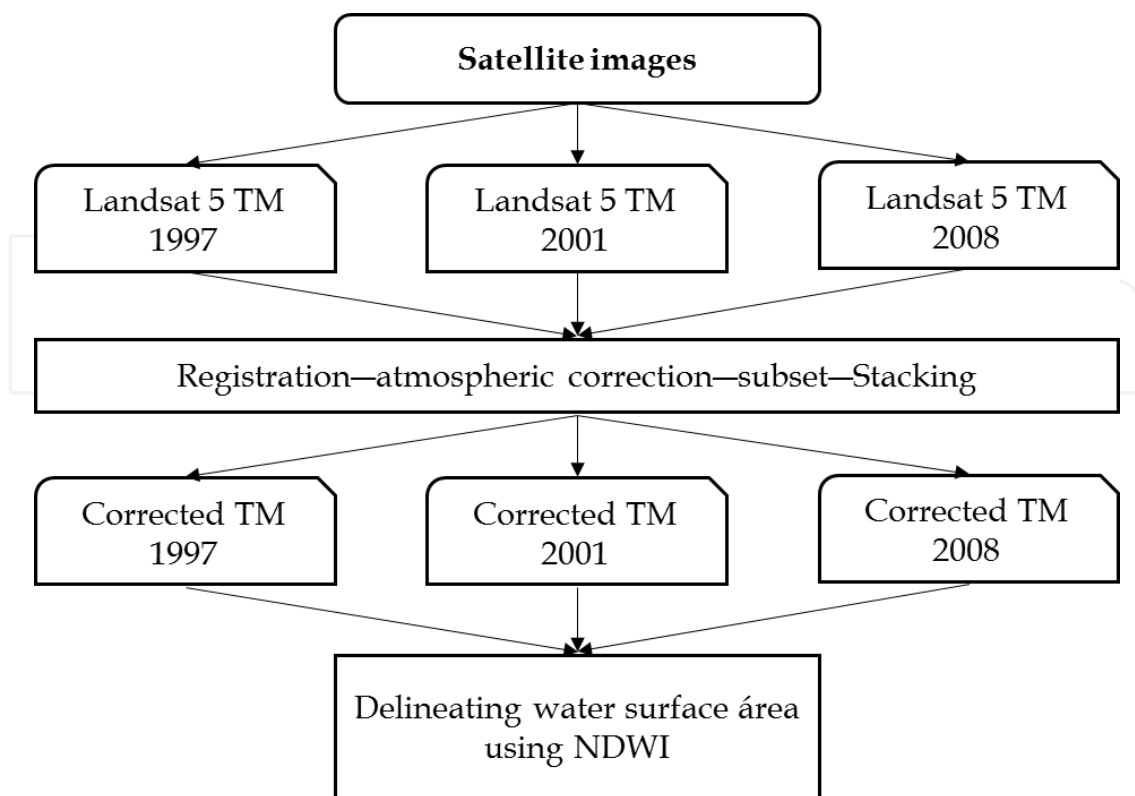 Satellite images
Landsat 5 TM
1997
Landsat 5 TM
2001
Landsat 5 TM
2008
Registration—atmospheric correction—subset—Stacking
Corrected TM
1997
Corrected TM
2001
Corrected TM
2008
Delineating water surface área
using NDWI